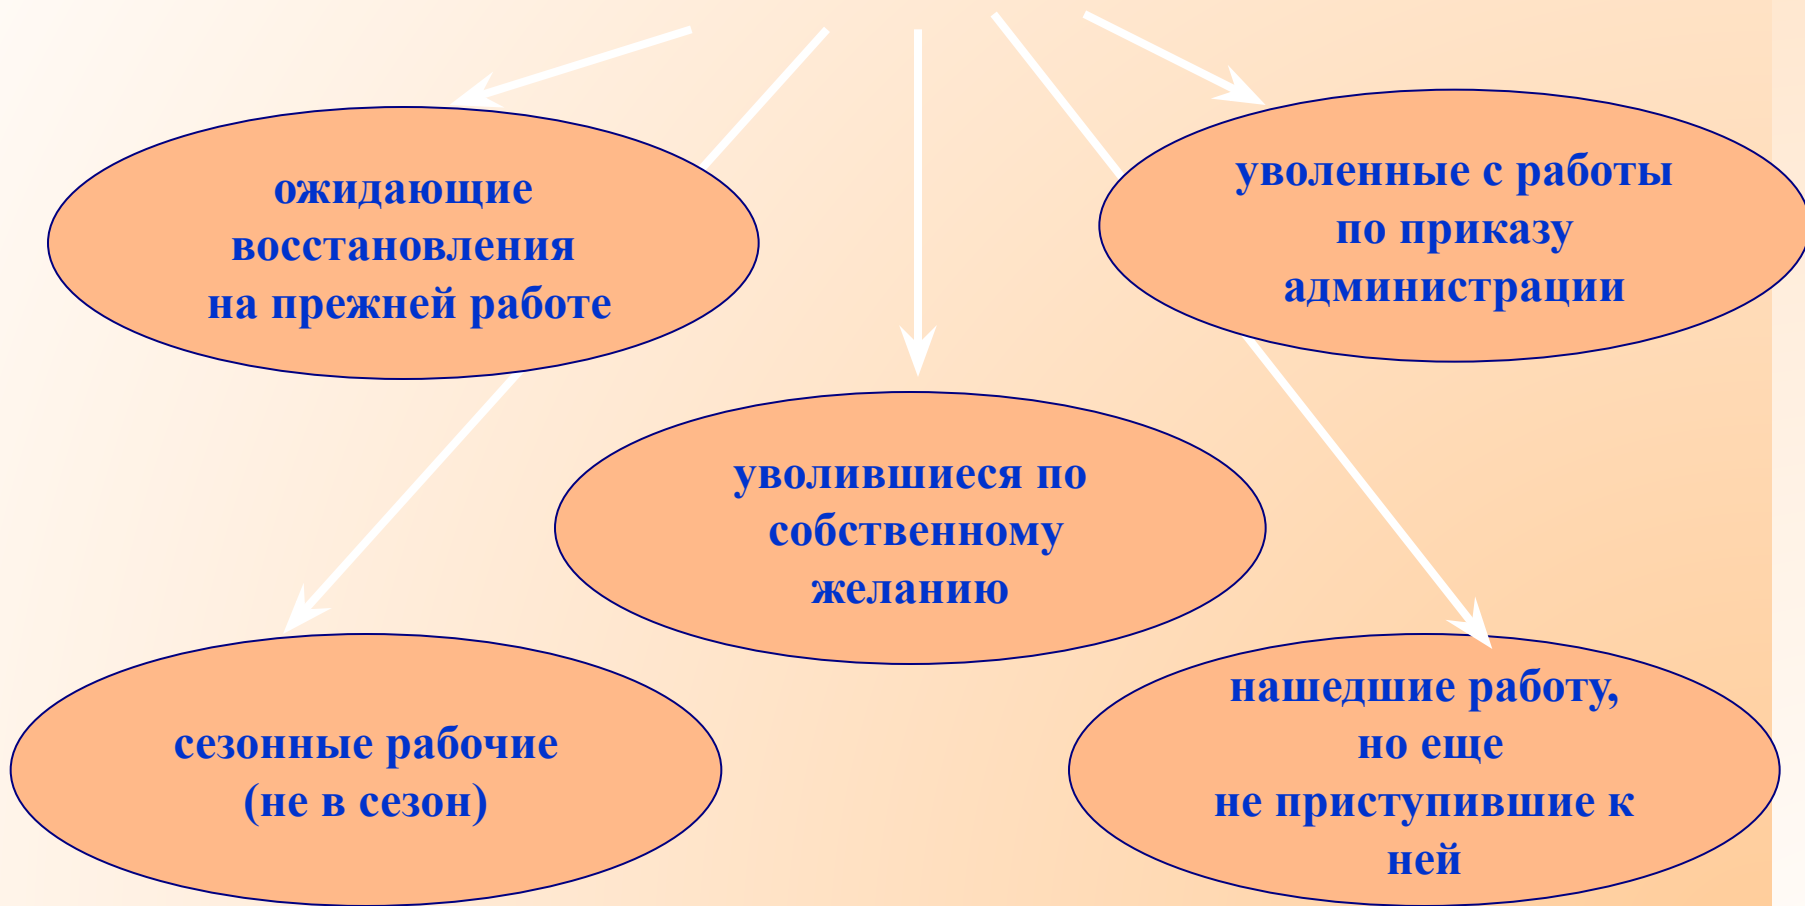 ожидающие
восстановления
на прежней работе
уволенные с работы
по приказу
администрации
уволившиеся по
собственному
желанию
сезонные рабочие
(не в сезон)
нашедшие работу,
но еще
не приступившие к
ней